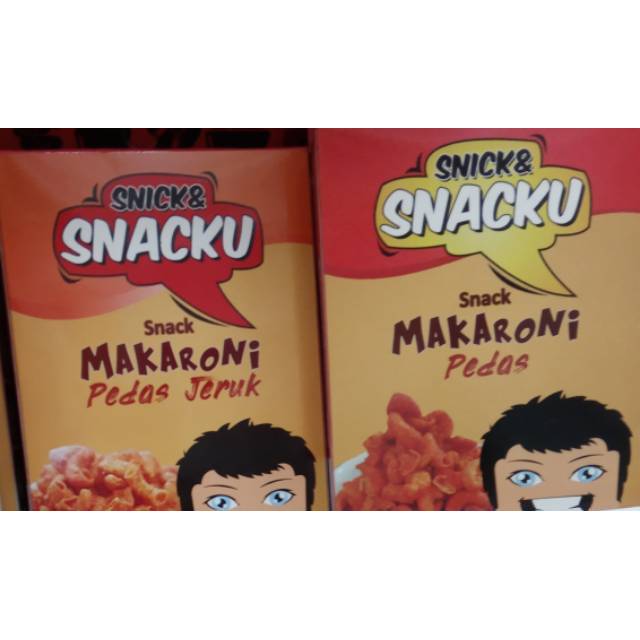 SNICK&
SNACKU
Snack
MAKARONi
Pedas Jeruk
SNICK&
SNACKU
Snack
MAKARONi
Pedas